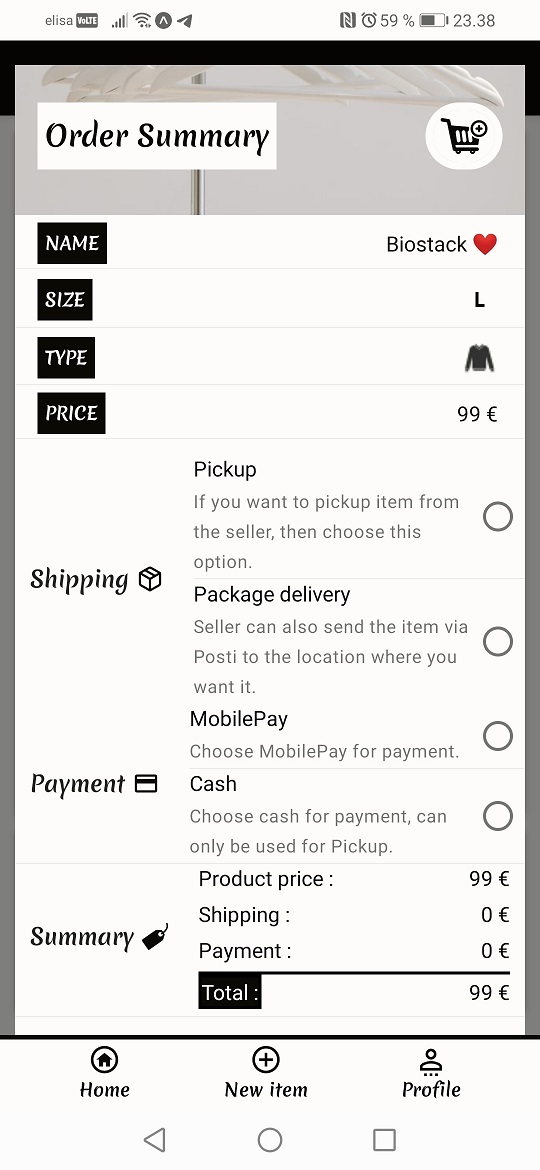 elisa VoLTE 59 % 23.38
Order Summary
NAME Biostack ❤️
SIZE L
TYPE
PRICE 99 €
Shipping
Pickup
If you want to pickup item from
the seller, then choose this
option.
Package delivery
Seller can also send the item via
Posti to the location where you
want it.
Payment
MobilePay
Choose MobilePay for payment.
Cash
Choose cash for payment, can
only be used for Pickup.
Summary
Product price : 99 €
Shipping : 0 €
Payment : 0 €
Total : 99 €
Home New item Profile